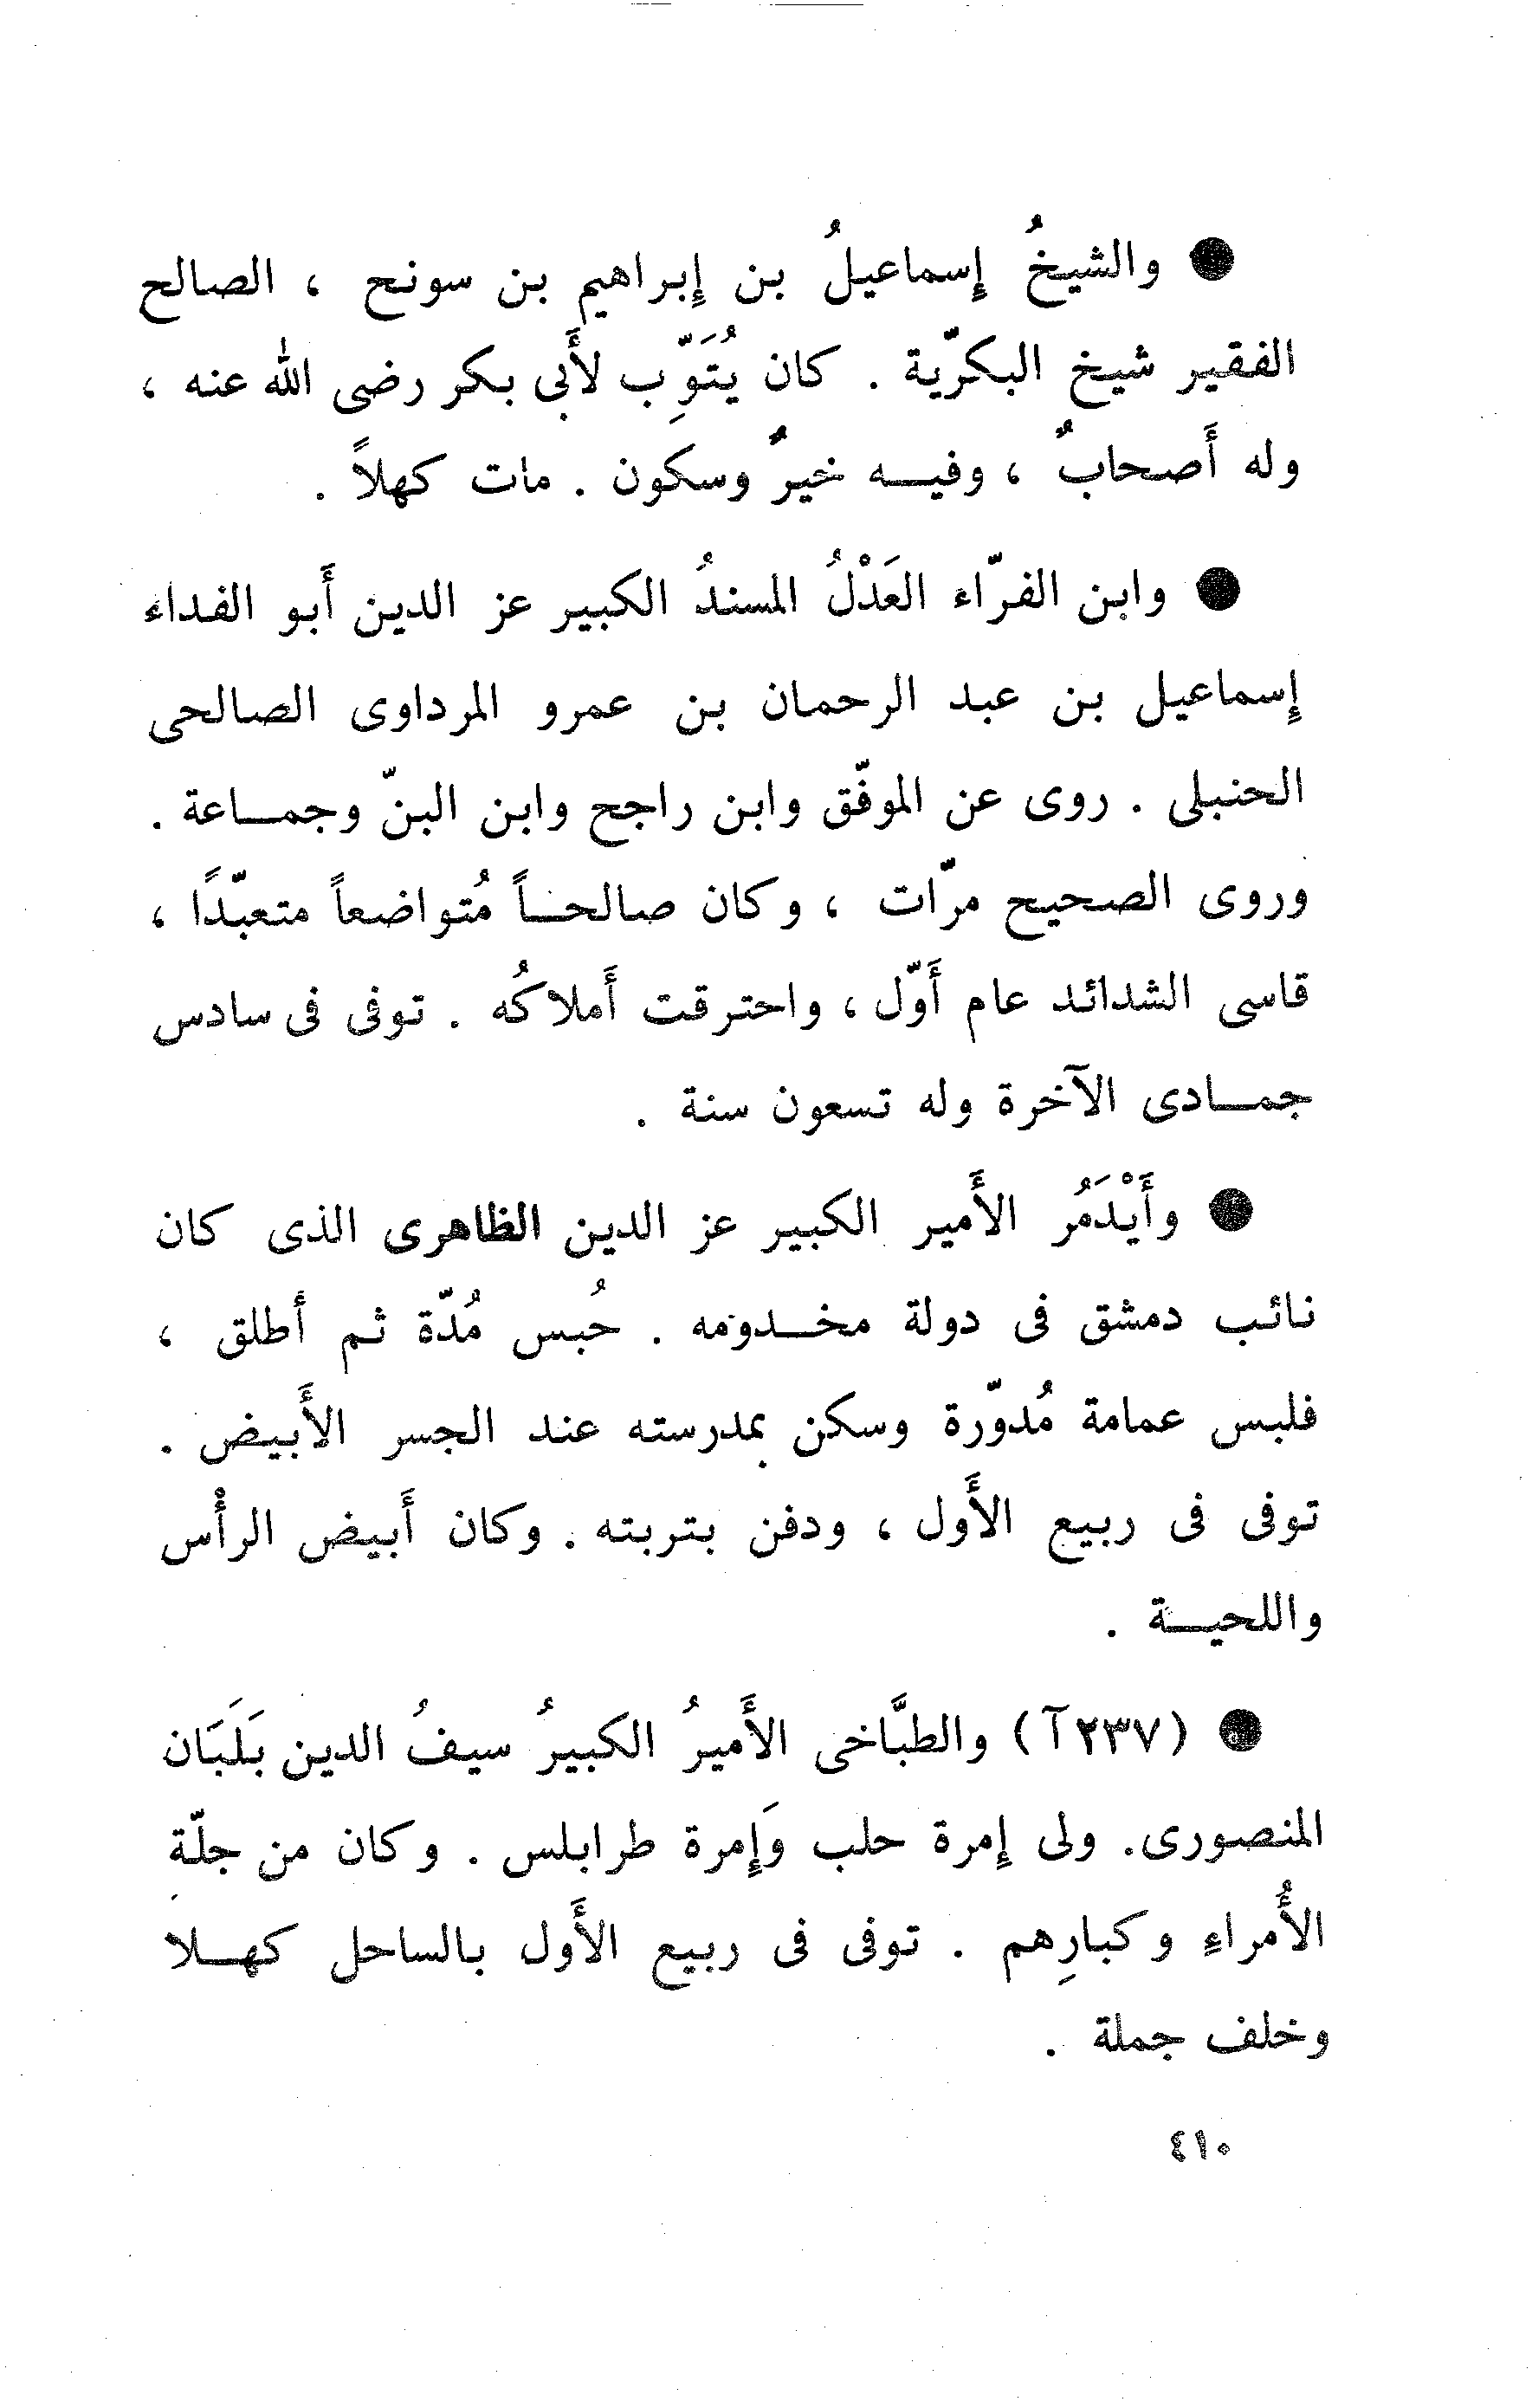 ● والشيخُ إسماعيلُ بن إبراهيم بن سونج ، الصالح
الفقير شيخ البكرّية . كان يُتَوِّب لأَبى بكر رضى الله عنه ،
وله أَصحابٌ ، وفيه خيرٌ وسكون . مات كهلاً .
● وابن الفرّاء العَدْلُ المسندُ الكبير عز الدين أَبو الفداء
إسماعيل بن عبد الرحمان بن عمرو المرداوى الصالحى
الحنبلى . روى عن الموفّق وابن راجح وابن البنّ وجماعة .
وروى الصحيح مرّات ، وكان صالحاً مُتواضعاً متعبّدًا ،
قاسى الشدائد عام أَوّل ، واحترقت أَملاكُه . توفى فى سادس
جمادى الآخرة وله تسعون سنة .
● وأَيْدَمُر الأَمير الكبير عز الدين الظاهرى الذى كان
نائب دمشق فى دولة مخدومه . حُبس مُدّة ثم أطلق ،
فلبس عمامة مُدوّرة وسكن بمدرسته عند الجسر الأَبيض .
توفى فى ربيع الأَول ، ودفن بتربته . وكان أَبيض الرأْس
واللحية .
● (٢٣٧آ) والطبَّاخى الأَميرُ الكبيرُ سيفُ الدين بَلَبَان
المنصورى. ولى إمرة حلب وَإمرة طرابلس . وكان من جلّةِ
الأُمراءِ وكبارِهم . توفى فى ربيع الأَول بالساحل كهلا
وخلف جملة .
٤١٠